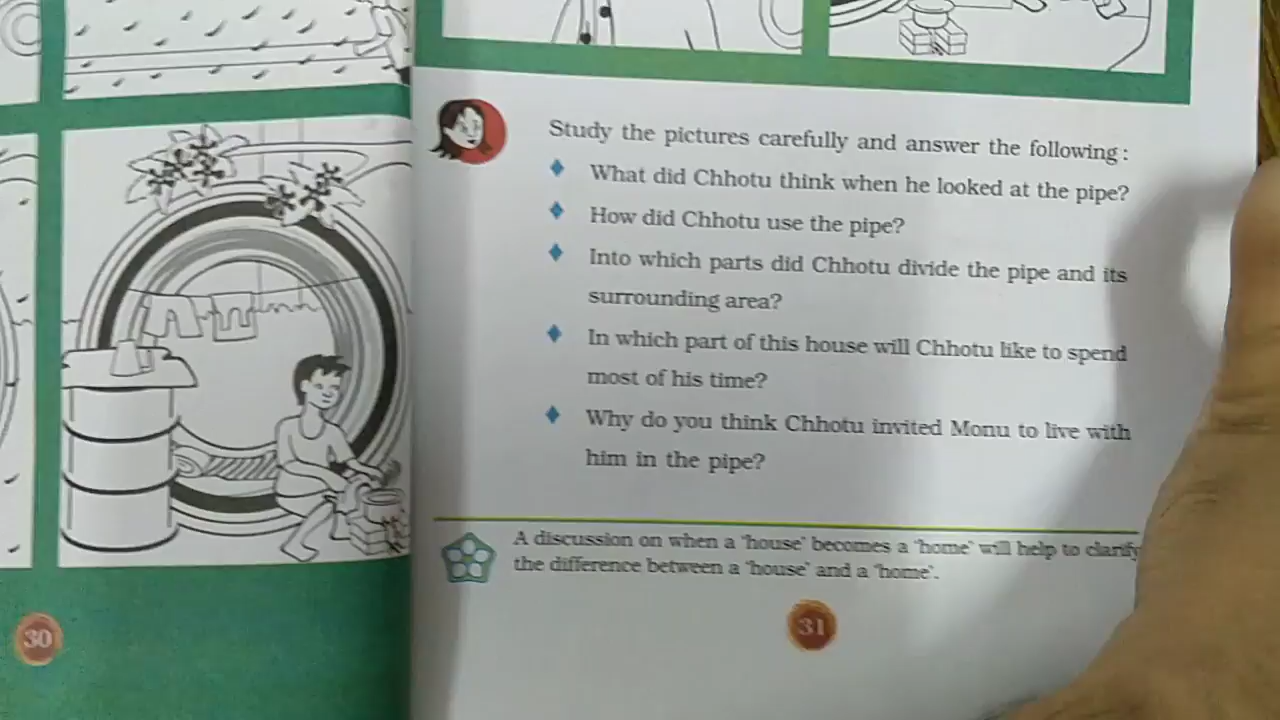 Study the pictures carefully and answer the following :
What did Chhotu think when he looked at the pipe?
How did Chhotu use the pipe?
Into which parts did Chhotu divide the pipe and its
surrounding area?
In which part of this house will Chhotu like to spend
most of his time?
Why do you think Chhotu invited Monu to live with
him in the pipe?
A discussion on when a 'house' becomes a 'home' will help to clarify
the difference between a 'house' and a 'home'.
30
31